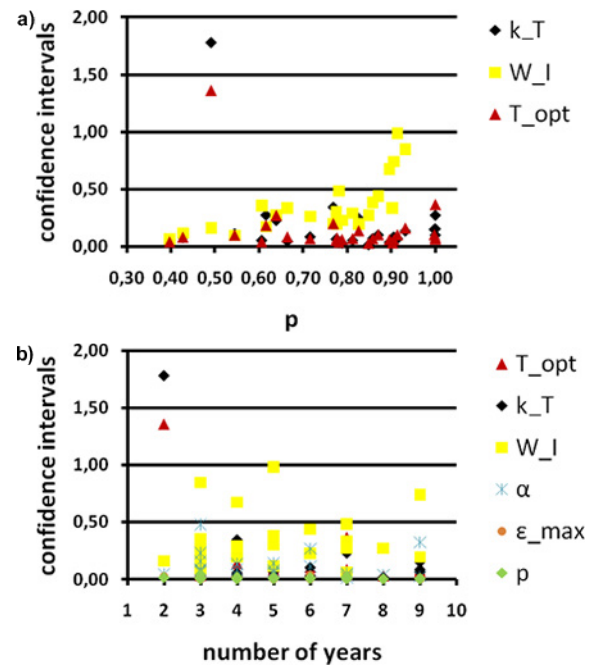 a)
2,00
1,50
1,00
0,50
0,00
confidence intervals
0,30 0,40 0,50 0,60 0,70 0,80 0,90 1,00
p
k_T
W_I
T_opt
b)
2,00
1,50
1,00
0,50
0,00
confidence intervals
1 2 3 4 5 6 7 8 9 10
number of years
T_opt
k_T
W_I
α
ε_max
p